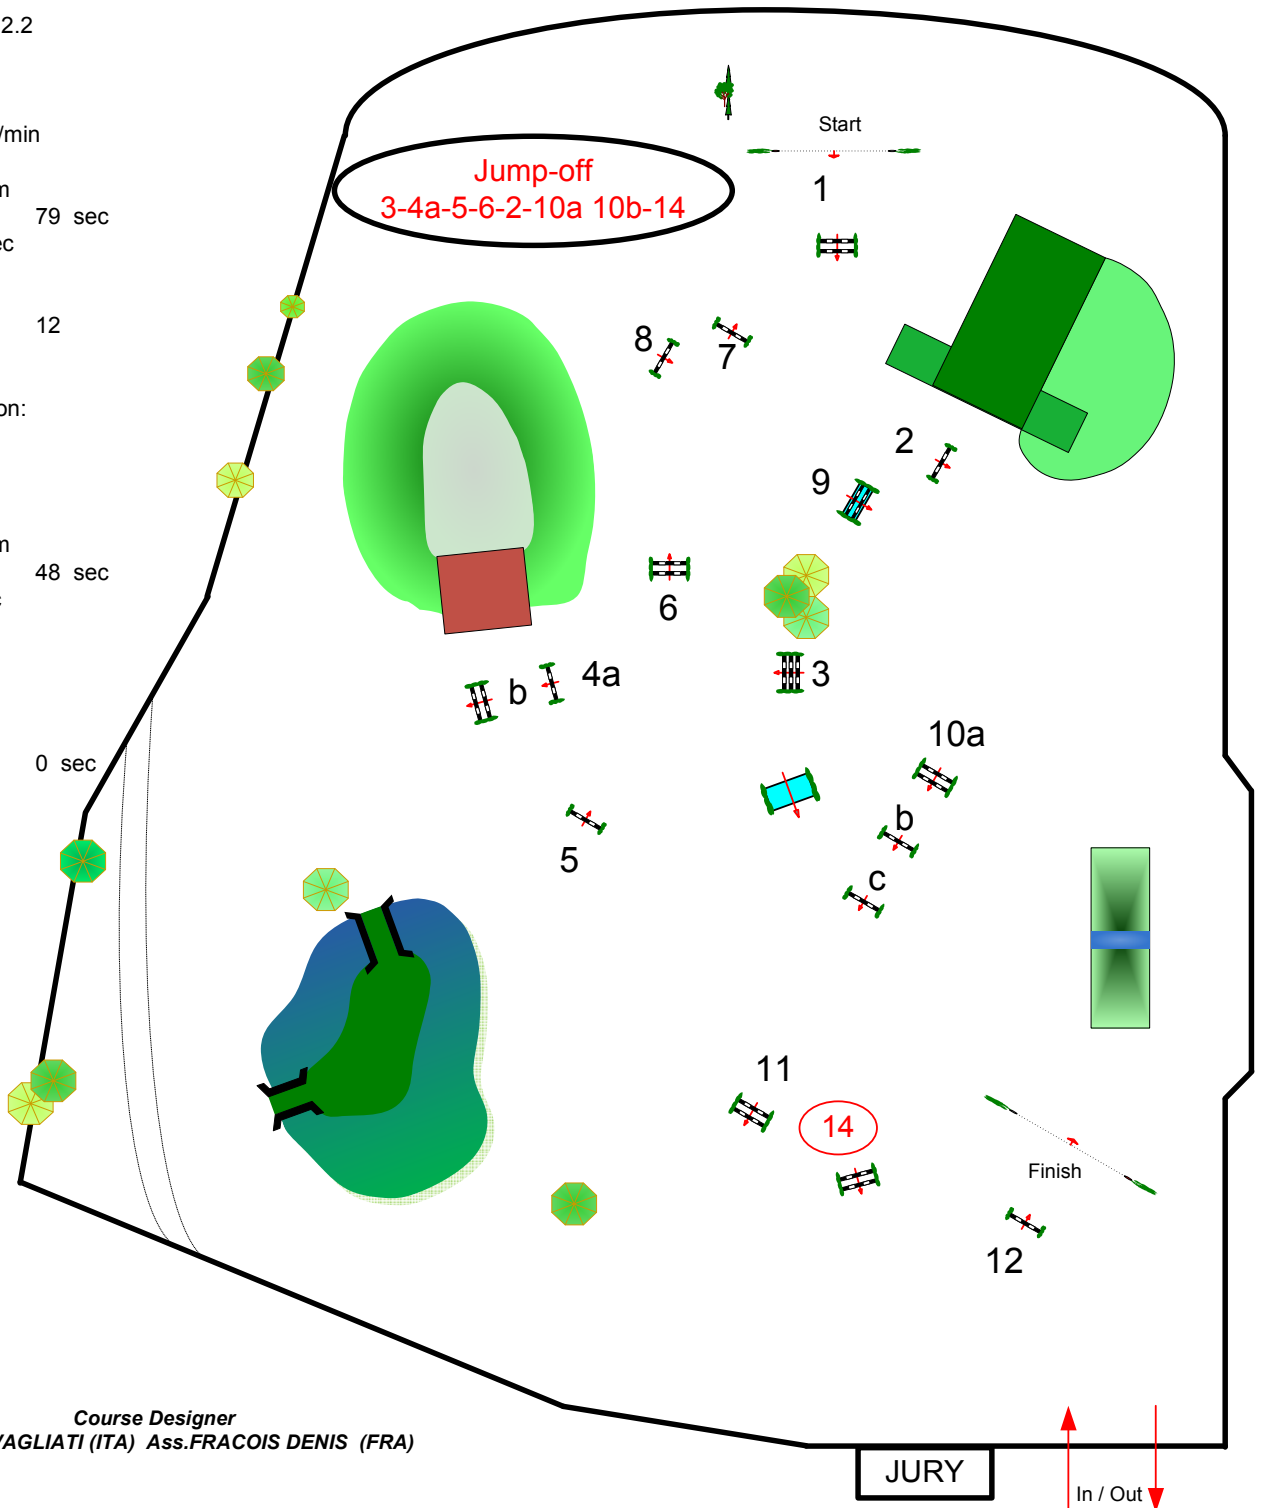 2.2
/min
m
79 sec
ec
12
on:
m
48 sec
c
0 sec
Start
Jump-off
3-4a-5-6-2-10a 10b-14
1
8
7
2
9
6
3
4a
b
10a
b
5
c
11
14
Finish
12
Course Designer
VAGLIATI (ITA) Ass.FRACOIS DENIS (FRA)
JURY
In / Out